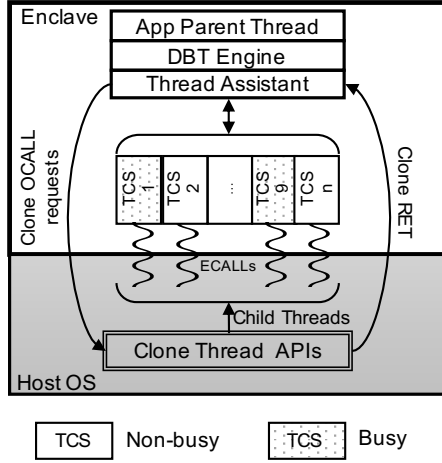 Enclave
App Parent Thread
DBT Engine
Thread Assistant
Clone OCALL
requests
TCS
1
TCS
2
...
TCS
9
TCS
n
Clone RET
ECALLs
Child Threads
Clone Thread APIs
Host OS
TCS
Non-busy
TCS
Busy